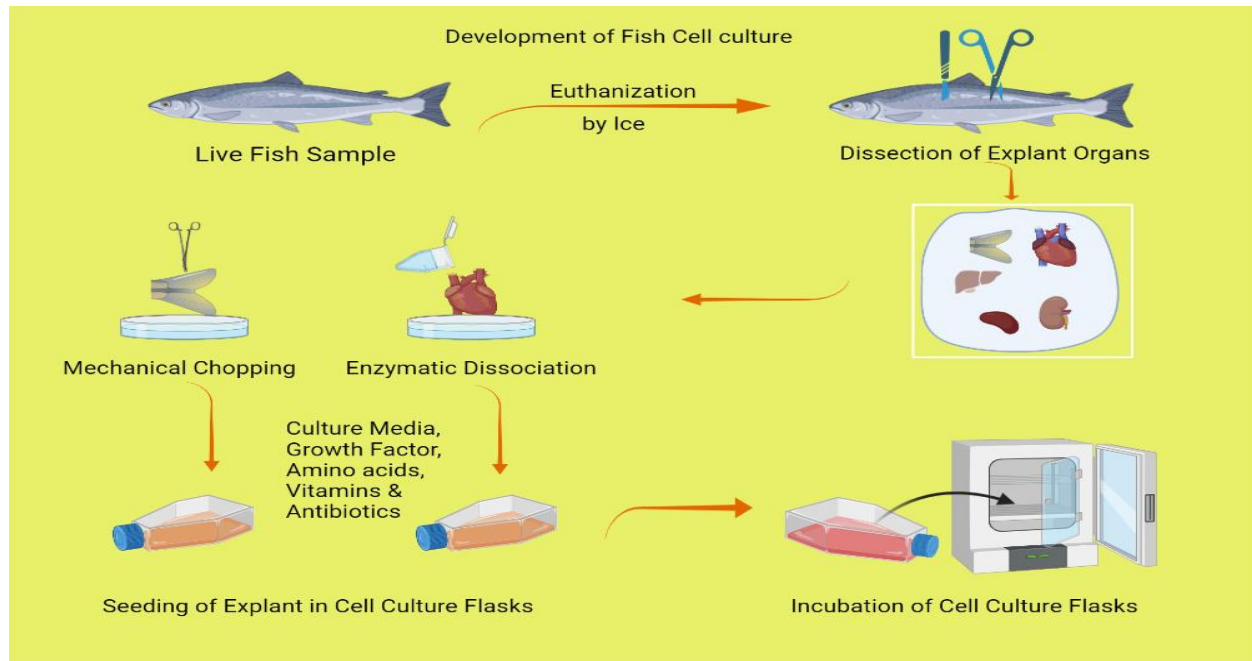 Development of Fish Cell culture
Euthanization
by Ice
Live Fish Sample
Dissection of Explant Organs
Mechanical Chopping
Enzymatic Dissociation
Culture Media,
Growth Factor,
Amino acids,
Vitamins &
Antibiotics
Seeding of Explant in Cell Culture Flasks
Incubation of Cell Culture Flasks